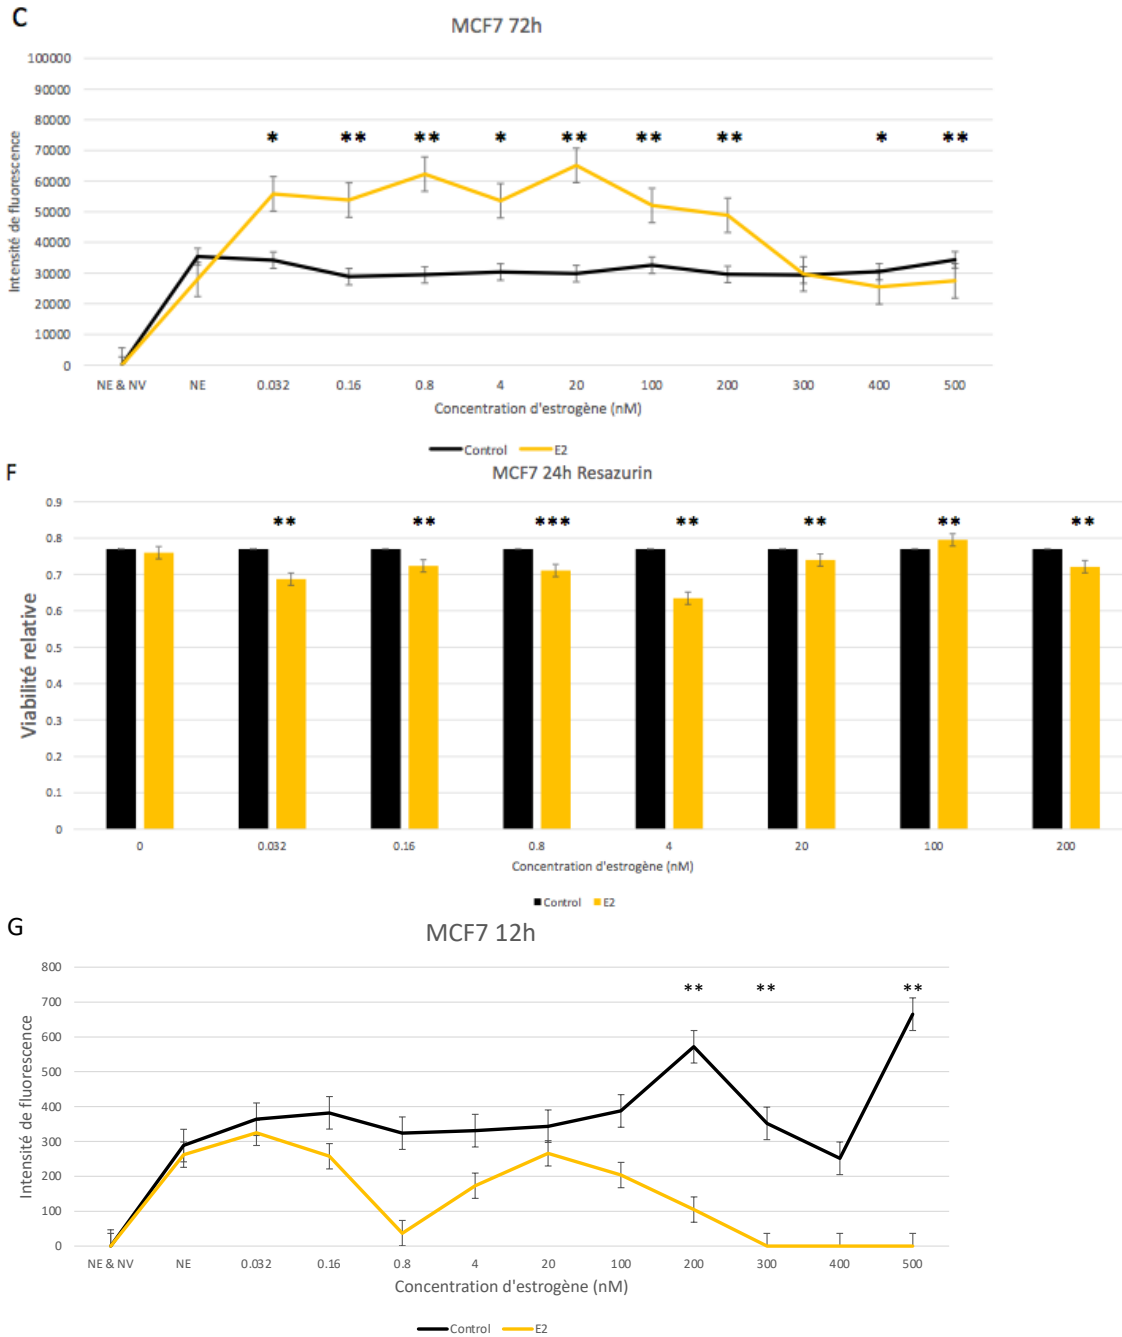 C
MCF7 72h
Intensité de fluorescence
100000
90000
80000
70000
60000
50000
40000
30000
20000
10000
0
* ** ** * ** ** ** * **
NE & NV NE 0.032 0.16 0.8 4 20 100 200 300 400 500
Concentration d'estrogène (nM)
Control E2
F
MCF7 24h Resazurin
Viabilité relative
0.9
0.8
0.7
0.6
0.5
0.4
0.3
0.2
0.1
0
** ** *** ** ** ** **
0 0.032 0.16 0.8 4 20 100 200
Concentration d'estrogène (nM)
Control E2
G
MCF7 12h
Intensité de fluorescence
800
700
600
500
400
300
200
100
0
** ** **
NE & NV NE 0.032 0.16 0.8 4 20 100 200 300 400 500
Concentration d'estrogène (nM)
Control E2